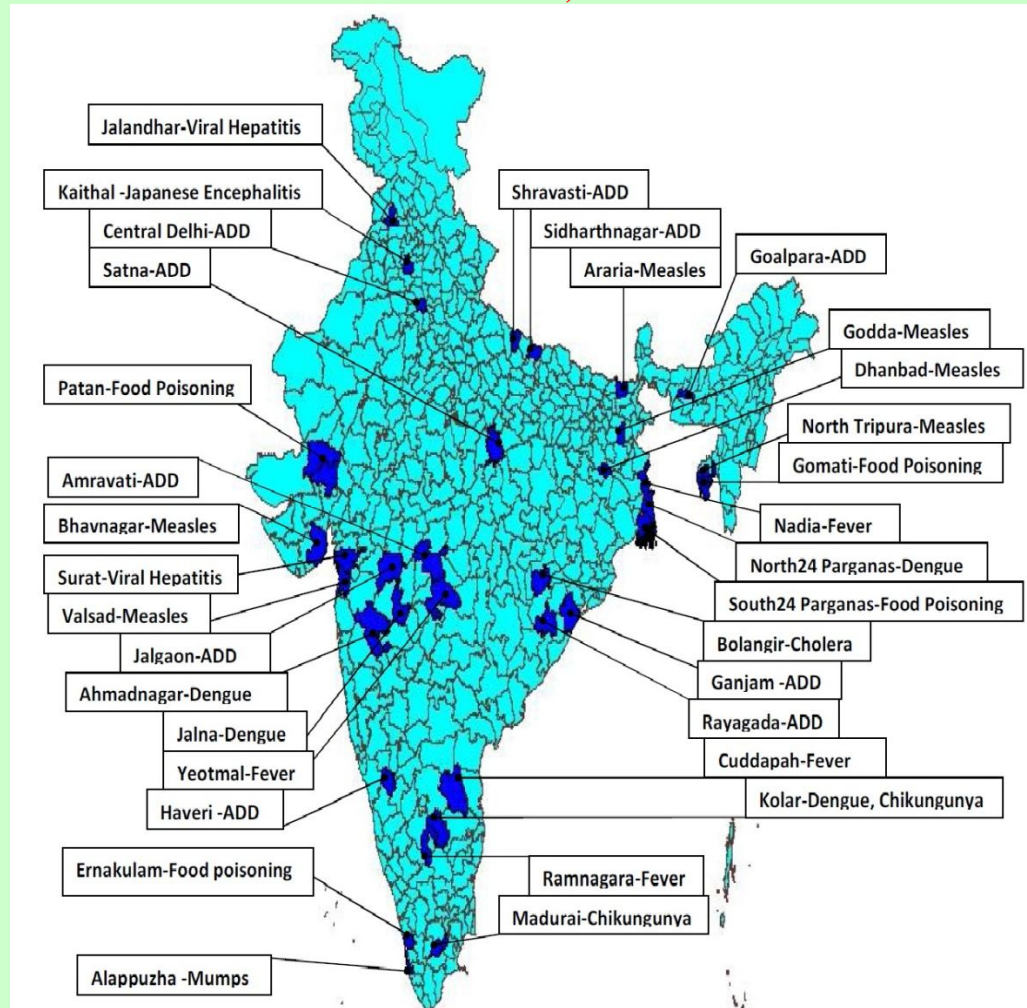 Jalandhar-Viral Hepatitis
Kaithal -Japanese Encephalitis
Central Delhi-ADD
Satna-ADD
Shravasti-ADD
Sidharthnagar-ADD
Araria-Measles
Goalpara-ADD
Godda-Measles
Dhanbad-Measles
Patan-Food Poisoning
North Tripura-Measles
Gomati-Food Poisoning
Amravati-ADD
Bhavnagar-Measles
Nadia-Fever
North24 Parganas-Dengue
Surat-Viral Hepatitis
Valsad-Measles
South24 Parganas-Food Poisoning
Jalgaon-ADD
Bolangir-Cholera
Ahmadnagar-Dengue
Ganjam -ADD
Jalna-Dengue
Rayagada-ADD
Yeotmal-Fever
Cuddapah-Fever
Haveri -ADD
Kolar-Dengue, Chikungunya
Ernakulam-Food poisoning
Ramnagara-Fever
Madurai-Chikungunya
Alappuzha -Mumps